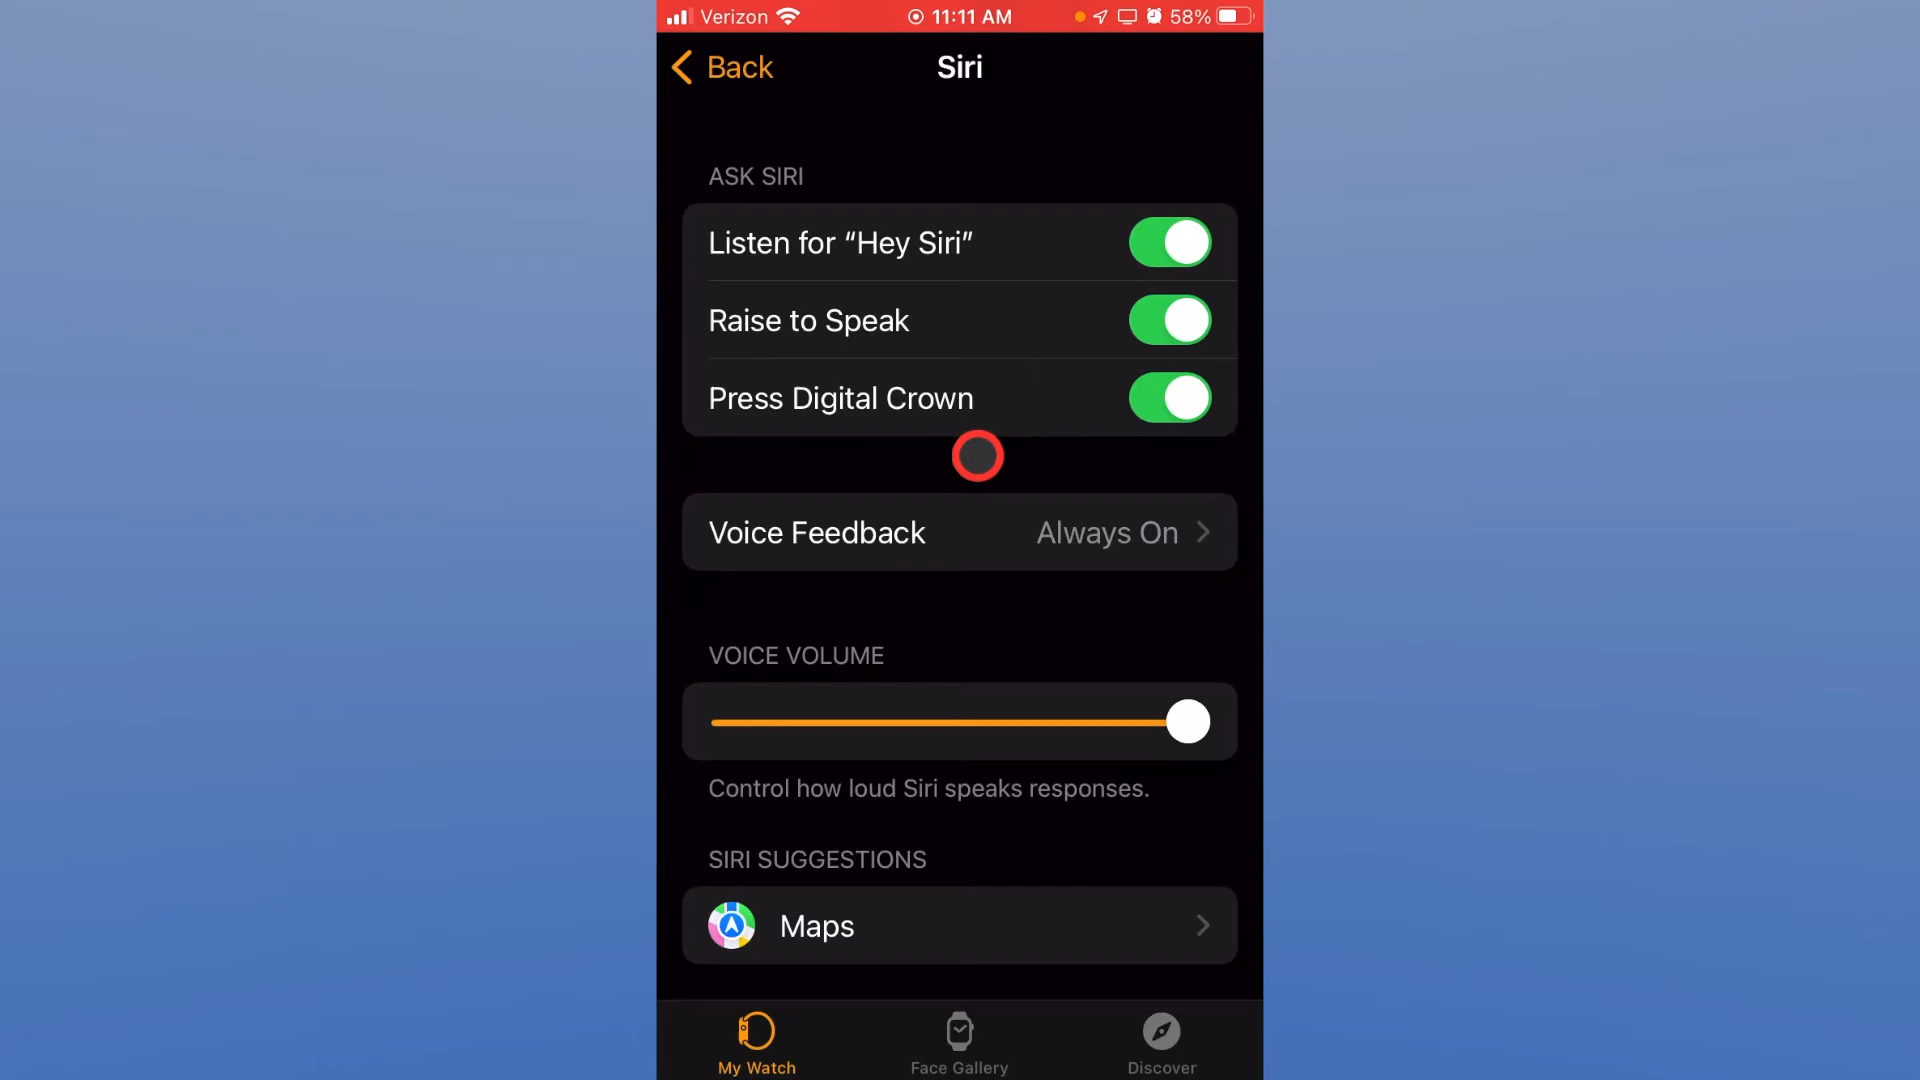 Verizon 11:11 AM 58%
Back Siri
ASK SIRI
Listen for “Hey Siri”
Raise to Speak
Press Digital Crown
Voice Feedback Always On
VOICE VOLUME
Control how loud Siri speaks responses.
SIRI SUGGESTIONS
Maps
My Watch Face Gallery Discover